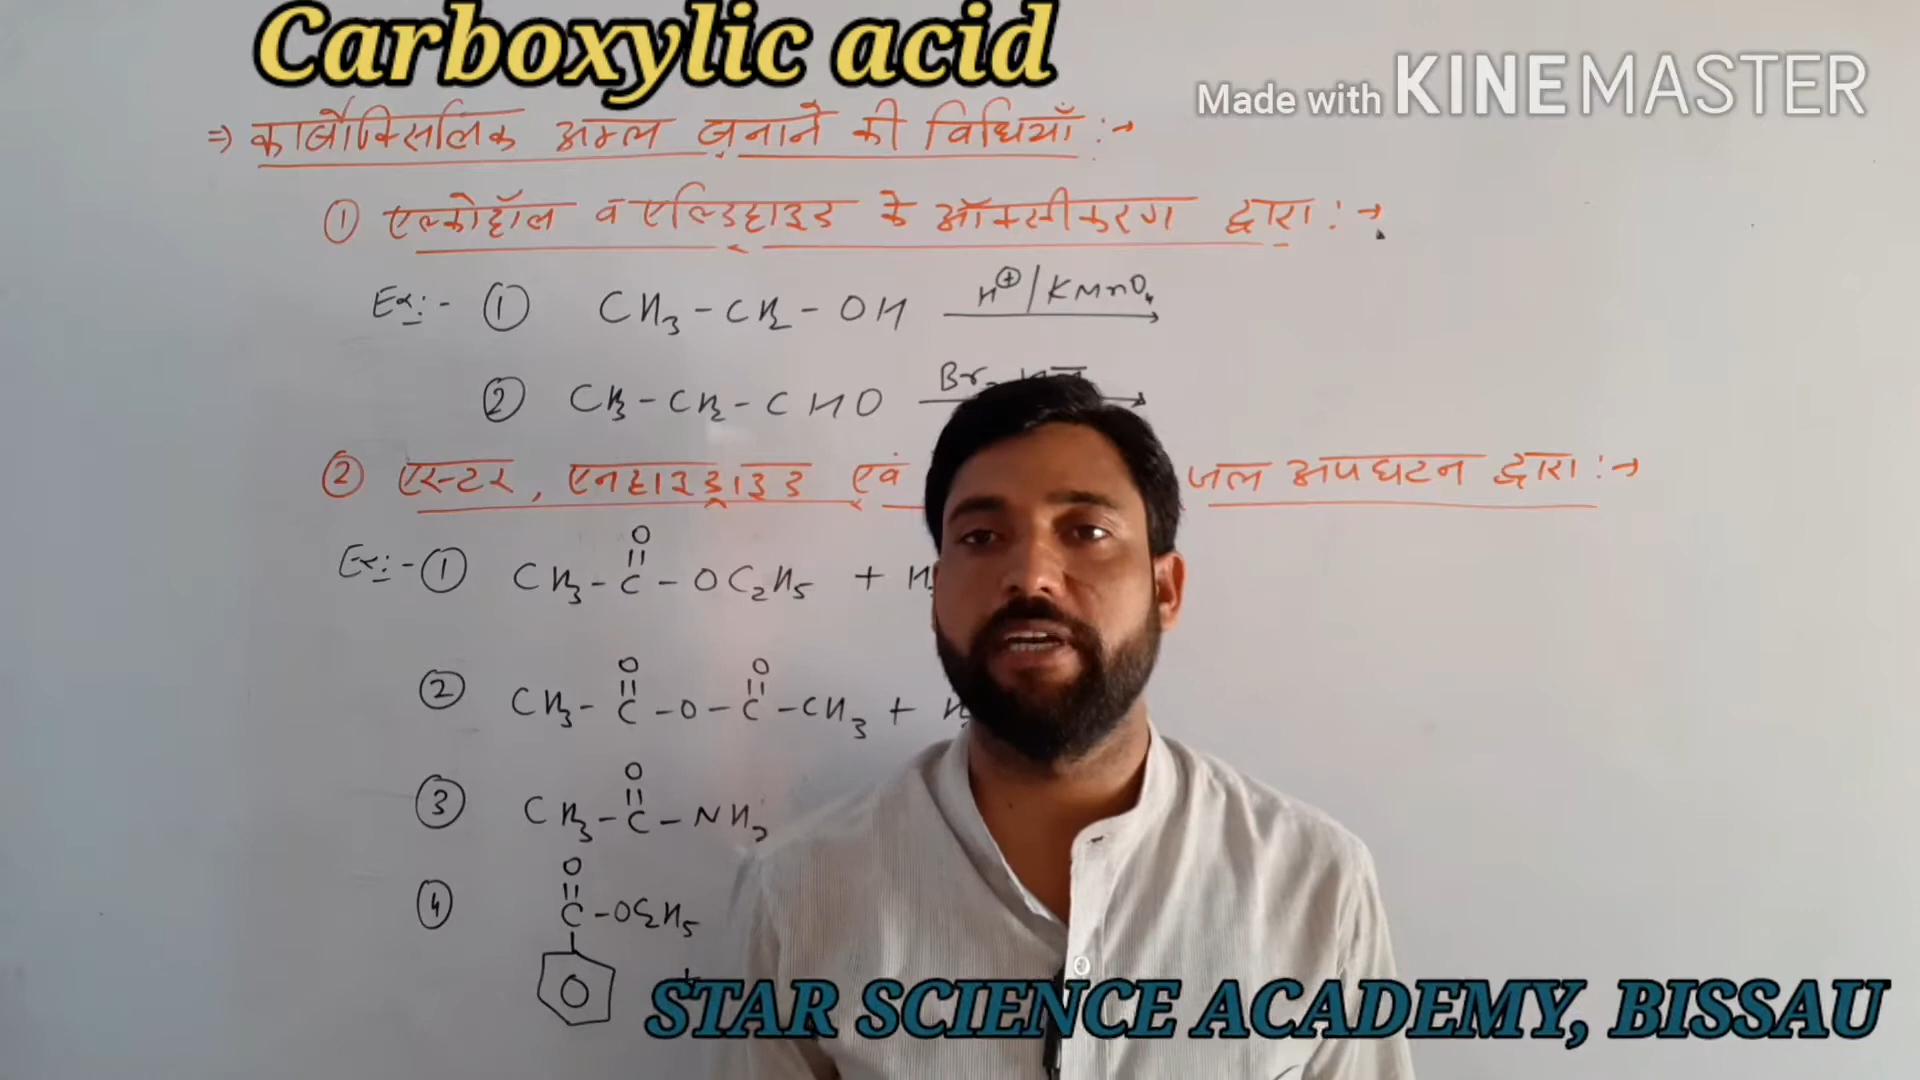 Carboxylic acid
Made with KINEMASTER
⇒ कार्बोक्सिलिक अम्ल बनाने की विधियाँ :→
① एल्कोहॉल व एल्डिहाइड के ऑक्सीकरण द्वारा :→
Ex:- ① CH₃-CH₂-OH H⊕/KMnO₄ →
② CH₃-CH₂-CHO Br₂ →
② एस्टर, एनहाइड्राइड एवं जल अपघटन द्वारा :→
Ex:- ① CH₃-C-OC₂H₅ + H
O
② CH₃-C-O-C-CH₃ + H
O O
③ CH₃-C-NH₂
O
④ C-OC₂H₅
O
STAR SCIENCE ACADEMY, BISSAU